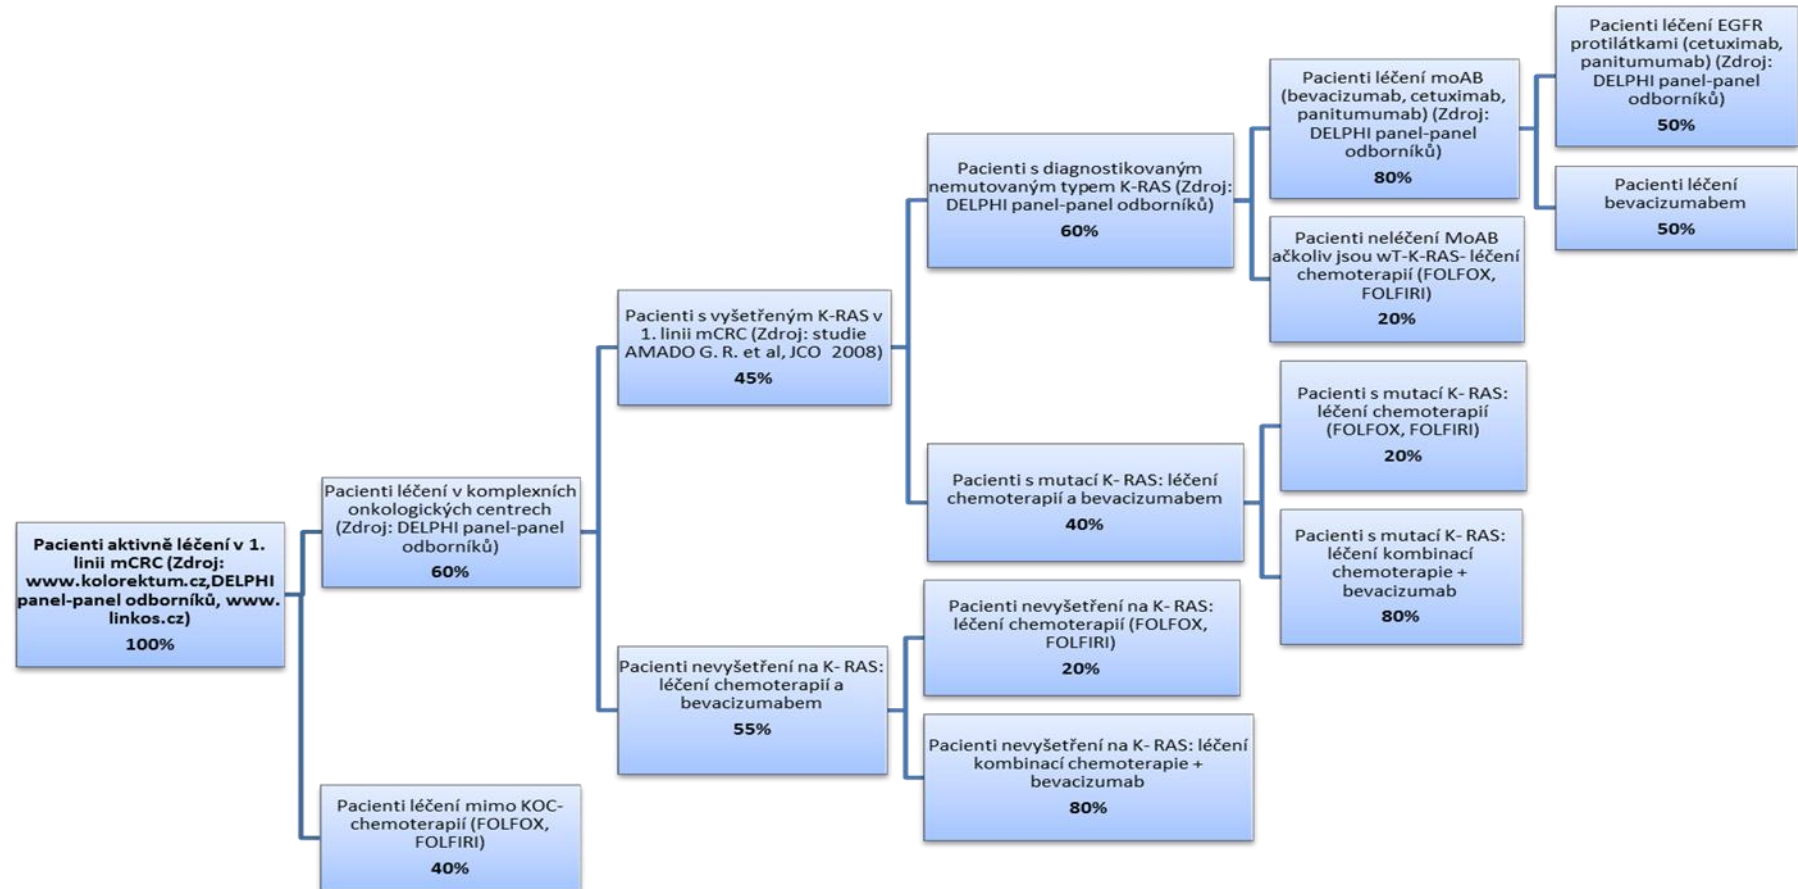 Pacienti aktivně léčení v 1.
linii mCRC (Zdroj:
www.kolorektum.cz,DELPHI
panel-panel odborníků, www.
linkos.cz)
100%
Pacienti léčení v komplexních
onkologických centrech
(Zdroj: DELPHI panel-panel
odborníků)
60%
Pacienti léčení mimo KOC-
chemoterapií (FOLFOX,
FOLFIRI)
40%
Pacienti s vyšetřeným K-RAS v
1. linii mCRC (Zdroj: studie
AMADO G. R. et al, JCO 2008)
45%
Pacienti nevyšetření na K- RAS:
léčení chemoterapií a
bevacizumabem
55%
Pacienti s diagnostikovaným
nemutovaným typem K-RAS (Zdroj:
DELPHI panel-panel odborníků)
60%
Pacienti s mutací K- RAS: léčení
chemoterapií a bevacizumabem
40%
Pacienti nevyšetření na K- RAS:
léčení chemoterapií (FOLFOX,
FOLFIRI)
20%
Pacienti nevyšetření na K- RAS: léčení
kombinací chemoterapie +
bevacizumab
80%
Pacienti léčení moAB
(bevacizumab, cetuximab,
panitumumab) (Zdroj:
DELPHI panel-panel
odborníků)
80%
Pacienti neléčení MoAB
ačkoliv jsou wT-K-RAS- léčení
chemoterapií (FOLFOX,
FOLFIRI)
20%
Pacienti s mutací K- RAS:
léčení chemoterapií
(FOLFOX, FOLFIRI)
20%
Pacienti s mutací K- RAS:
léčení kombinací
chemoterapie +
bevacizumab
80%
Pacienti léčení EGFR
protilátkami (cetuximab,
panitumumab) (Zdroj:
DELPHI panel-panel
odborníků)
50%
Pacienti léčení
bevacizumabem
50%